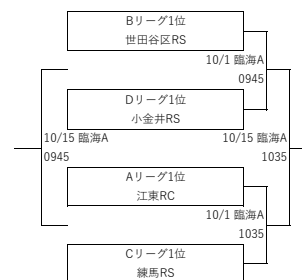 Bリーグ1位
世田谷区RS
10/1 臨海A
0945
Dリーグ1位
小金井RS
10/15 臨海A
0945
10/15 臨海A
1035
Aリーグ1位
江東RC
10/1 臨海A
1035
Cリーグ1位
練馬RS